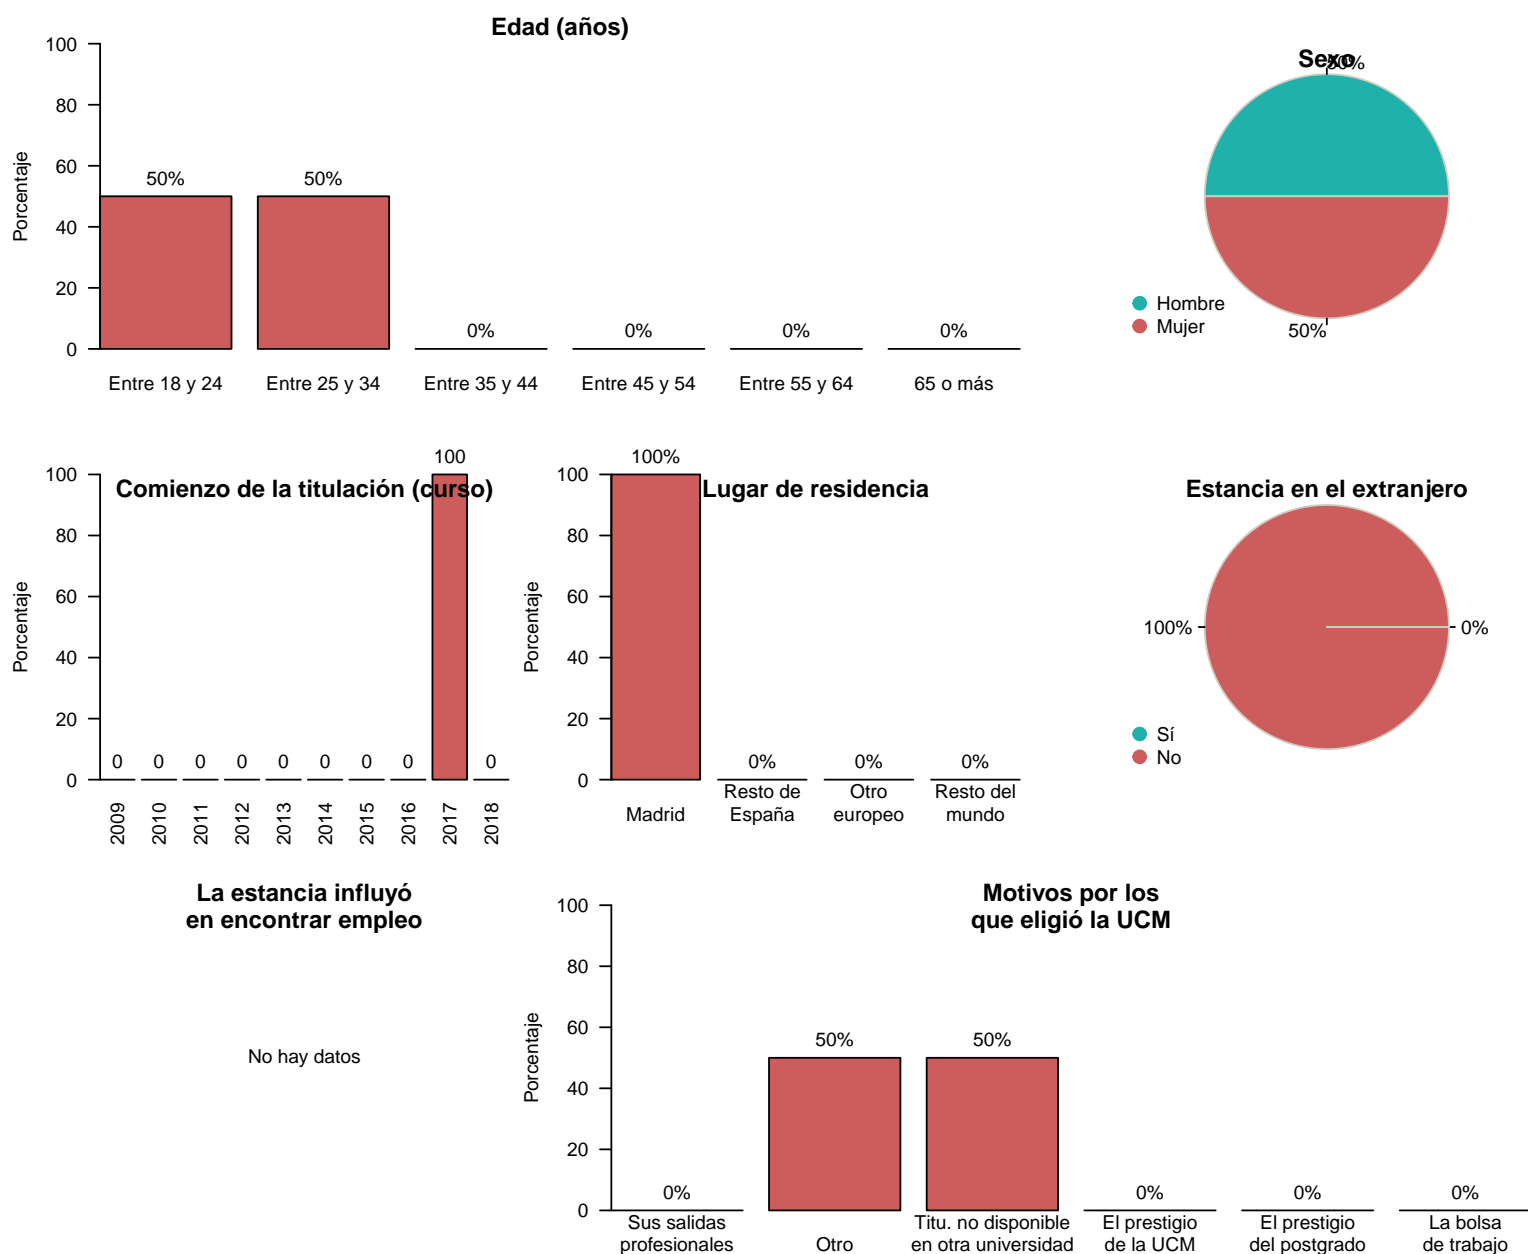 Edad (años)
Porcentaje
100
80
60
40
20
0
50%
50%
0%
0%
0%
0%
Entre 18 y 24
Entre 25 y 34
Entre 35 y 44
Entre 45 y 54
Entre 55 y 64
65 o más
Sexo
50%
50%
Hombre
Mujer
Comienzo de la titulación (curso)
Porcentaje
100
80
60
40
20
0
0
0
0
0
0
0
0
0
100
0
2009
2010
2011
2012
2013
2014
2015
2016
2017
2018
Lugar de residencia
Porcentaje
100
80
60
40
20
0
100%
0%
0%
0%
Madrid
Resto de
España
Otro
europeo
Resto del
mundo
Estancia en el extranjero
100%
0%
Sí
No
La estancia influyó
en encontrar empleo
No hay datos
Motivos por los
que eligió la UCM
Porcentaje
100
80
60
40
20
0
0%
50%
50%
0%
0%
0%
Sus salidas
profesionales
Otro
Titu. no disponible
en otra universidad
El prestigio
de la UCM
El prestigio
del postgrado
La bolsa
de trabajo